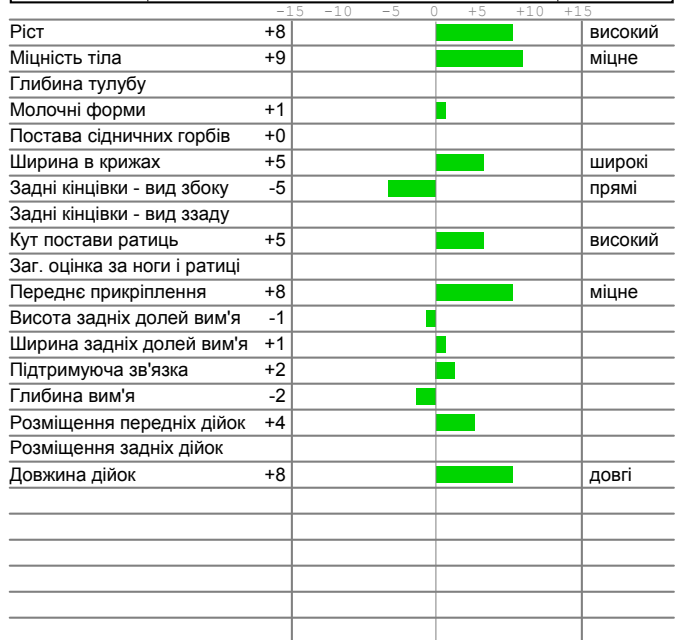 -15 -10 -5 0 +5 +10 +15
Ріст +8 високий
Міцність тіла +9 міцне
Глибина тулубу
Молочні форми +1
Постава сідничних горбів +0
Ширина в крижах +5 широкі
Задні кінцівки - вид збоку -5 прямі
Задні кінцівки - вид ззаду
Кут постави ратиць +5 високий
Заг. оцінка за ноги і ратиці
Переднє прикріплення +8 міцне
Висота задніх долей вим'я -1
Ширина задніх долей вим'я +1
Підтримуюча зв'язка +2
Глибина вим'я -2
Розміщення передніх дійок +4
Розміщення задніх дійок
Довжина дійок +8 довгі